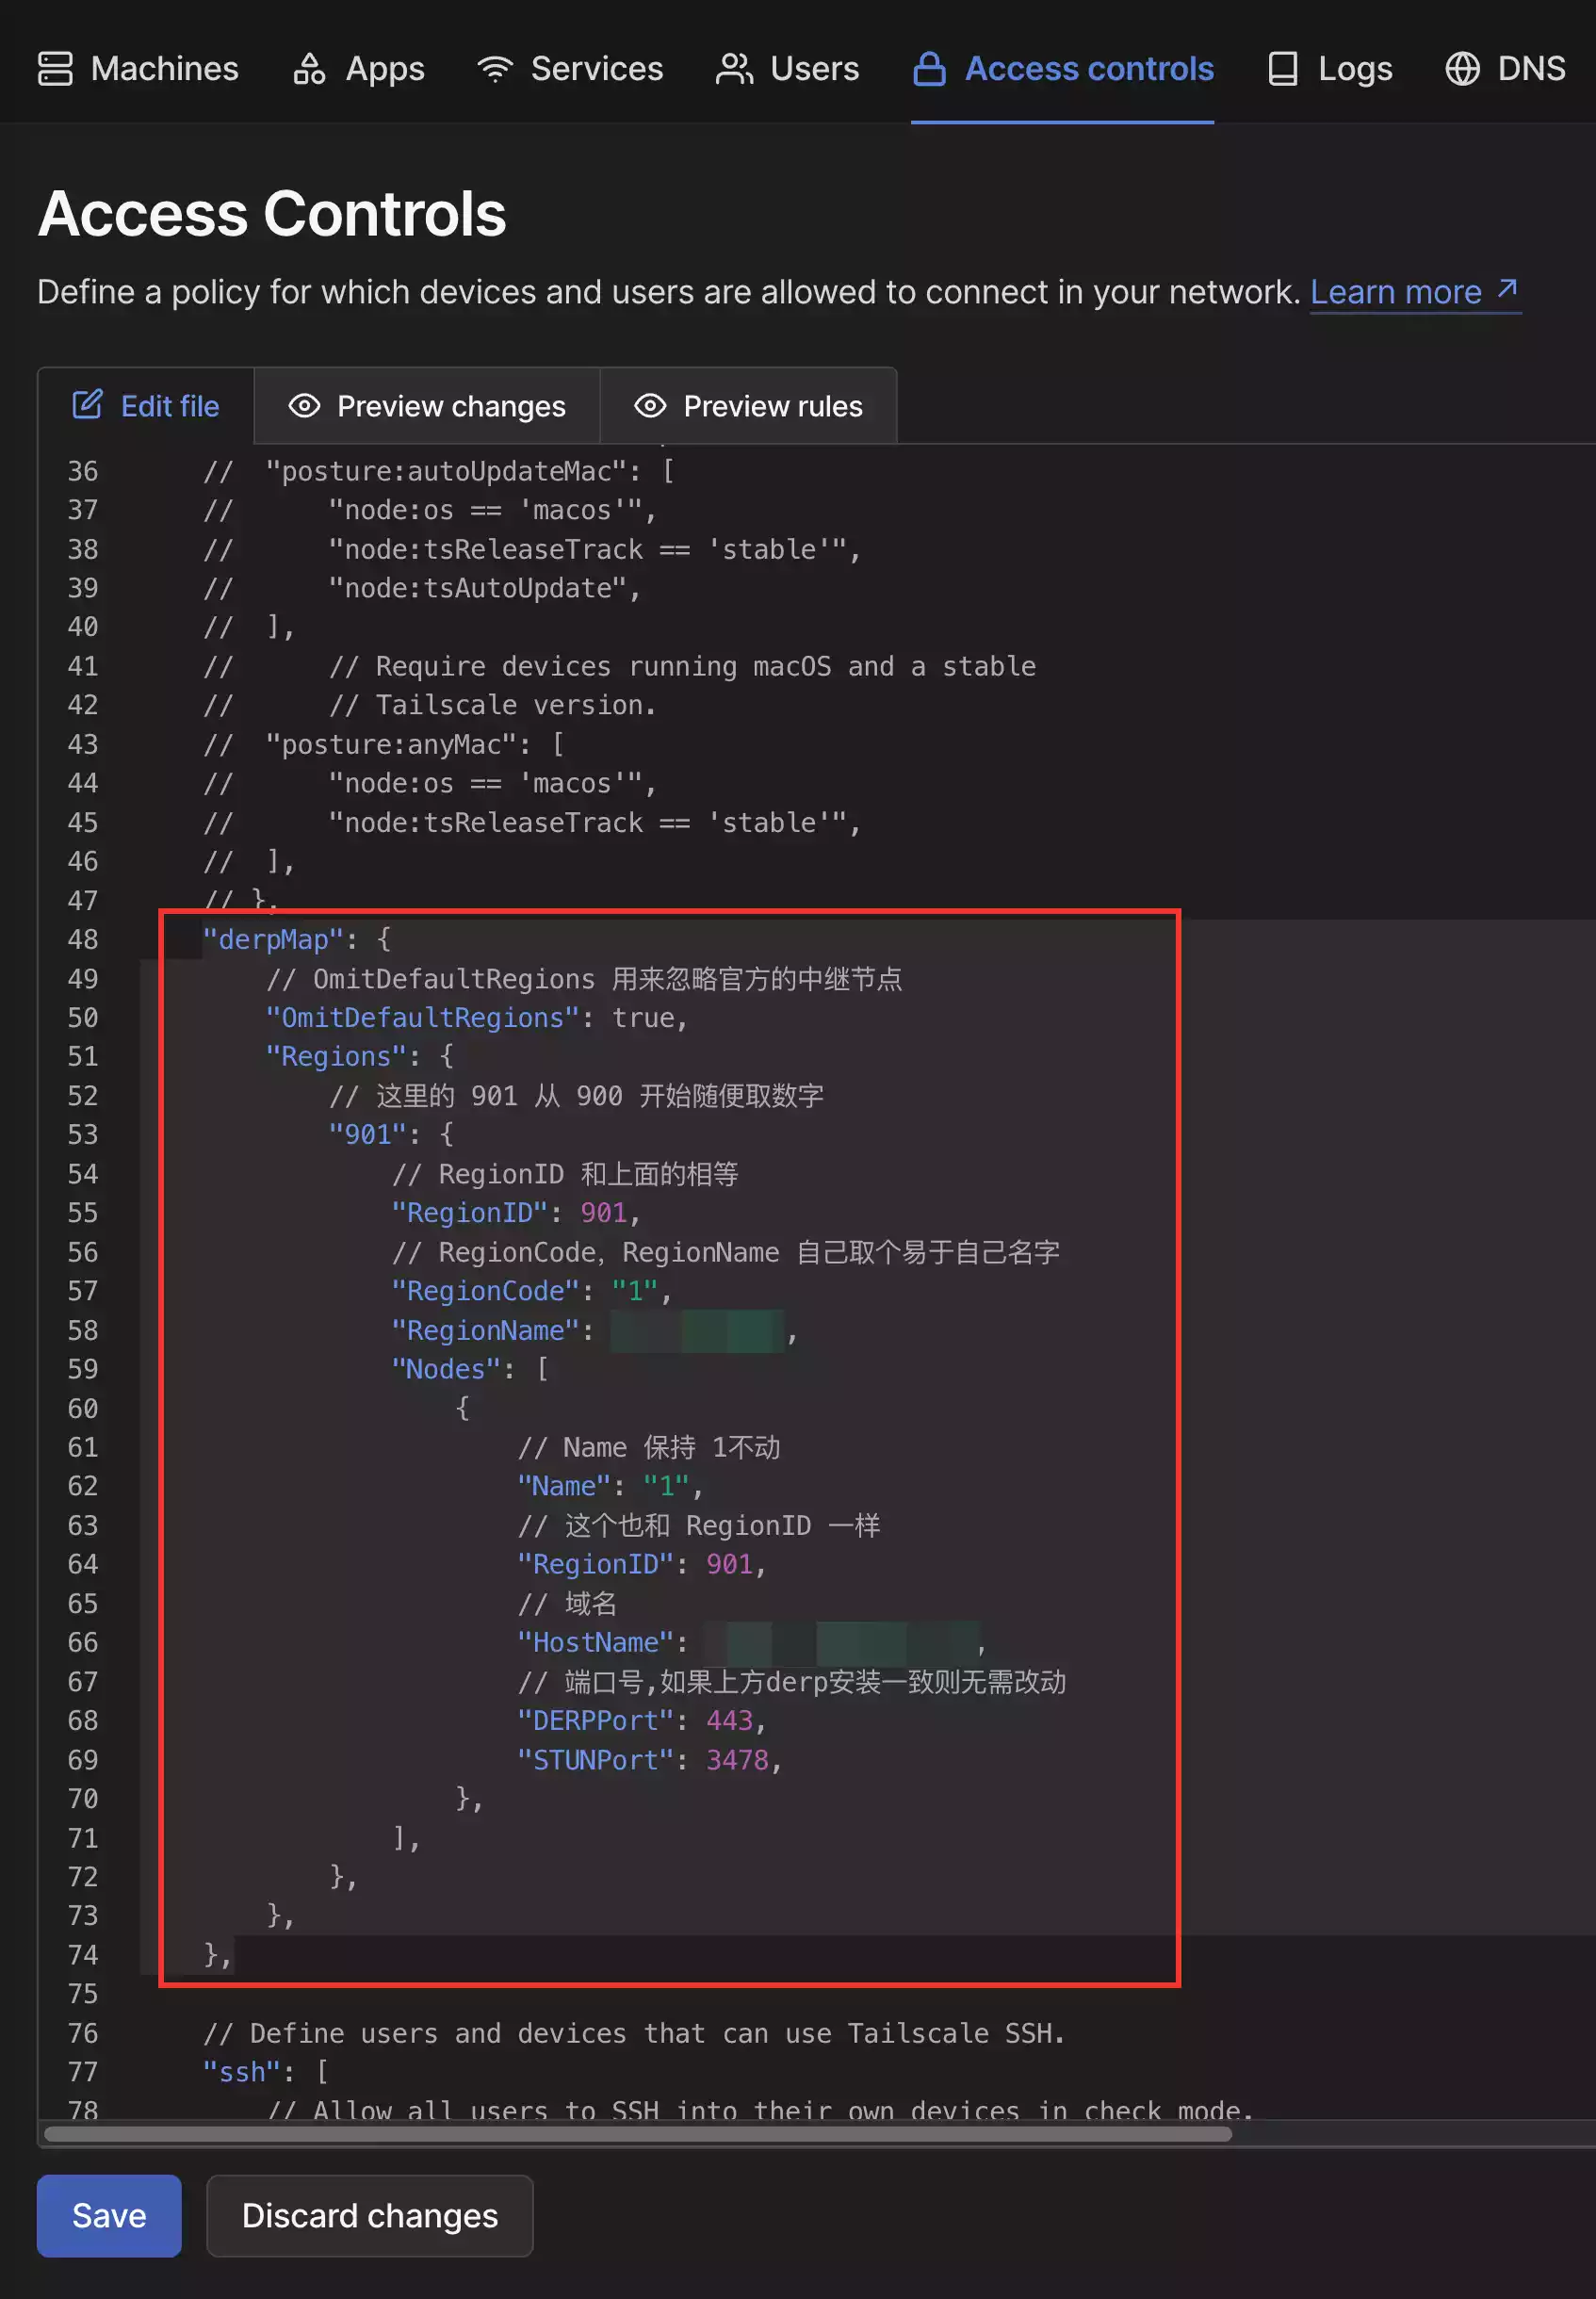 Machines Apps Services Users Access controls Logs DNS
Access Controls
Define a policy for which devices and users are allowed to connect in your network. Learn more ↗
Edit file Preview changes Preview rules
36 // "posture:autoUpdateMac": [
37 // "node:os == 'macos'",
38 // "node:tsReleaseTrack == 'stable'",
39 // "node:tsAutoUpdate",
40 // ],
41 // // Require devices running macOS and a stable
42 // // Tailscale version.
43 // "posture:anyMac": [
44 // "node:os == 'macos'",
45 // "node:tsReleaseTrack == 'stable'",
46 // ],
47 // },
48 "derpMap": {
49 // OmitDefaultRegions 用来忽略官方的中继节点
50 "OmitDefaultRegions": true,
51 "Regions": {
52 // 这里的 901 从 900 开始随便取数字
53 "901": {
54 // RegionID 和上面的相等
55 "RegionID": 901,
56 // RegionCode, RegionName 自己取个易于自己名字
57 "RegionCode": "1",
58 "RegionName": ,
59 "Nodes": [
60 {
61 // Name 保持 1不动
62 "Name": "1",
63 // 这个也和 RegionID 一样
64 "RegionID": 901,
65 // 域名
66 "HostName": ,
67 // 端口号,如果上方derp安装一致则无需改动
68 "DERPPort": 443,
69 "STUNPort": 3478,
70 },
71 ],
72 },
73 },
74 },
75
76 // Define users and devices that can use Tailscale SSH.
77 "ssh": [
78 // Allow all users to SSH into their own devices in check mode.
Save Discard changes